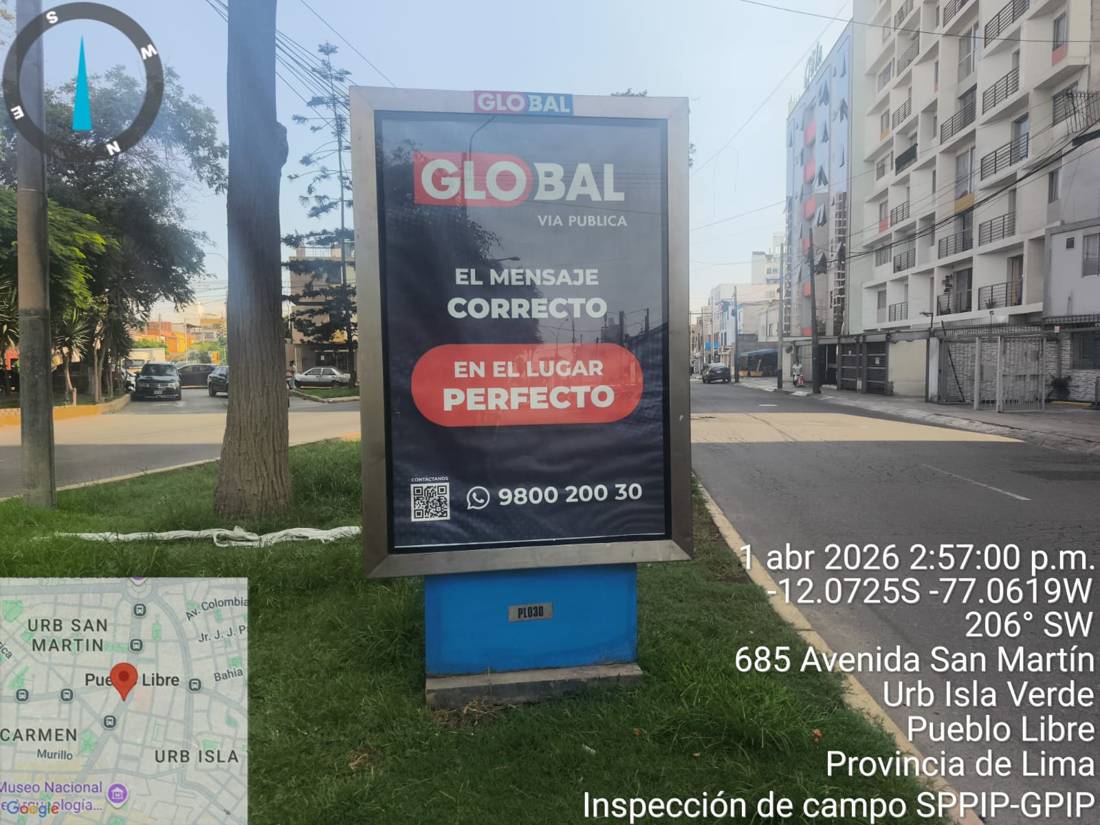 S
W
E
N
GLOBAL
GLOBAL
VIA PUBLICA
EL MENSAJE
CORRECTO
EN EL LUGAR
PERFECTO
CONTÁCTANOS
9800 200 30
PL030
1 abr 2026 2:57:00 p.m.
-12.0725S -77.0619W
206° SW
685 Avenida San Martín
Urb Isla Verde
Pueblo Libre
Provincia de Lima
Inspección de campo SPPIP-GPIP
Av. Colombia
URB SAN
MARTIN
Jr. J. J. P
Bahia
Pue Libre
CARMEN
Murillo
URB ISLA
Museo Nacional
Google